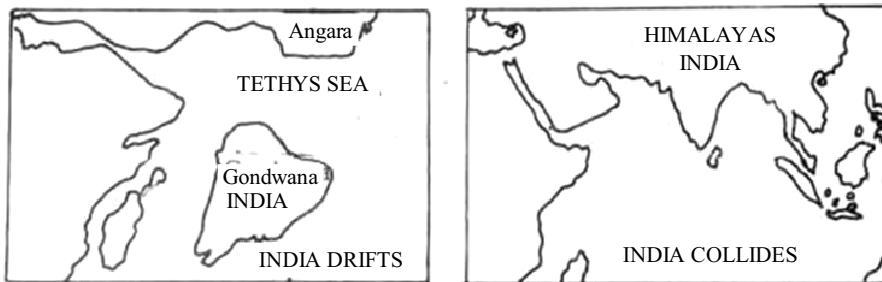 Angara
TETHYS SEA
Gondwana
INDIA
INDIA DRIFTS
HIMALAYAS
INDIA
INDIA COLLIDES